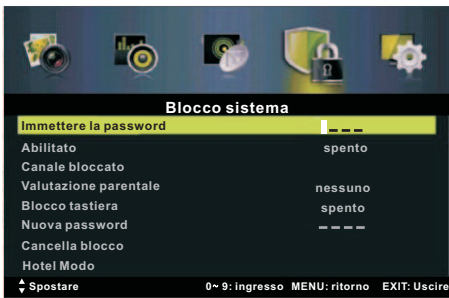 Blocco sistema
Immettere la password
Abilitato spento
Canale bloccato
Valutazione parentale nessuno
Blocco tastiera spento
Nuova password
Cancella blocco
Hotel Modo
Spostare 0~ 9: ingresso MENU: ritorno EXIT: Uscire